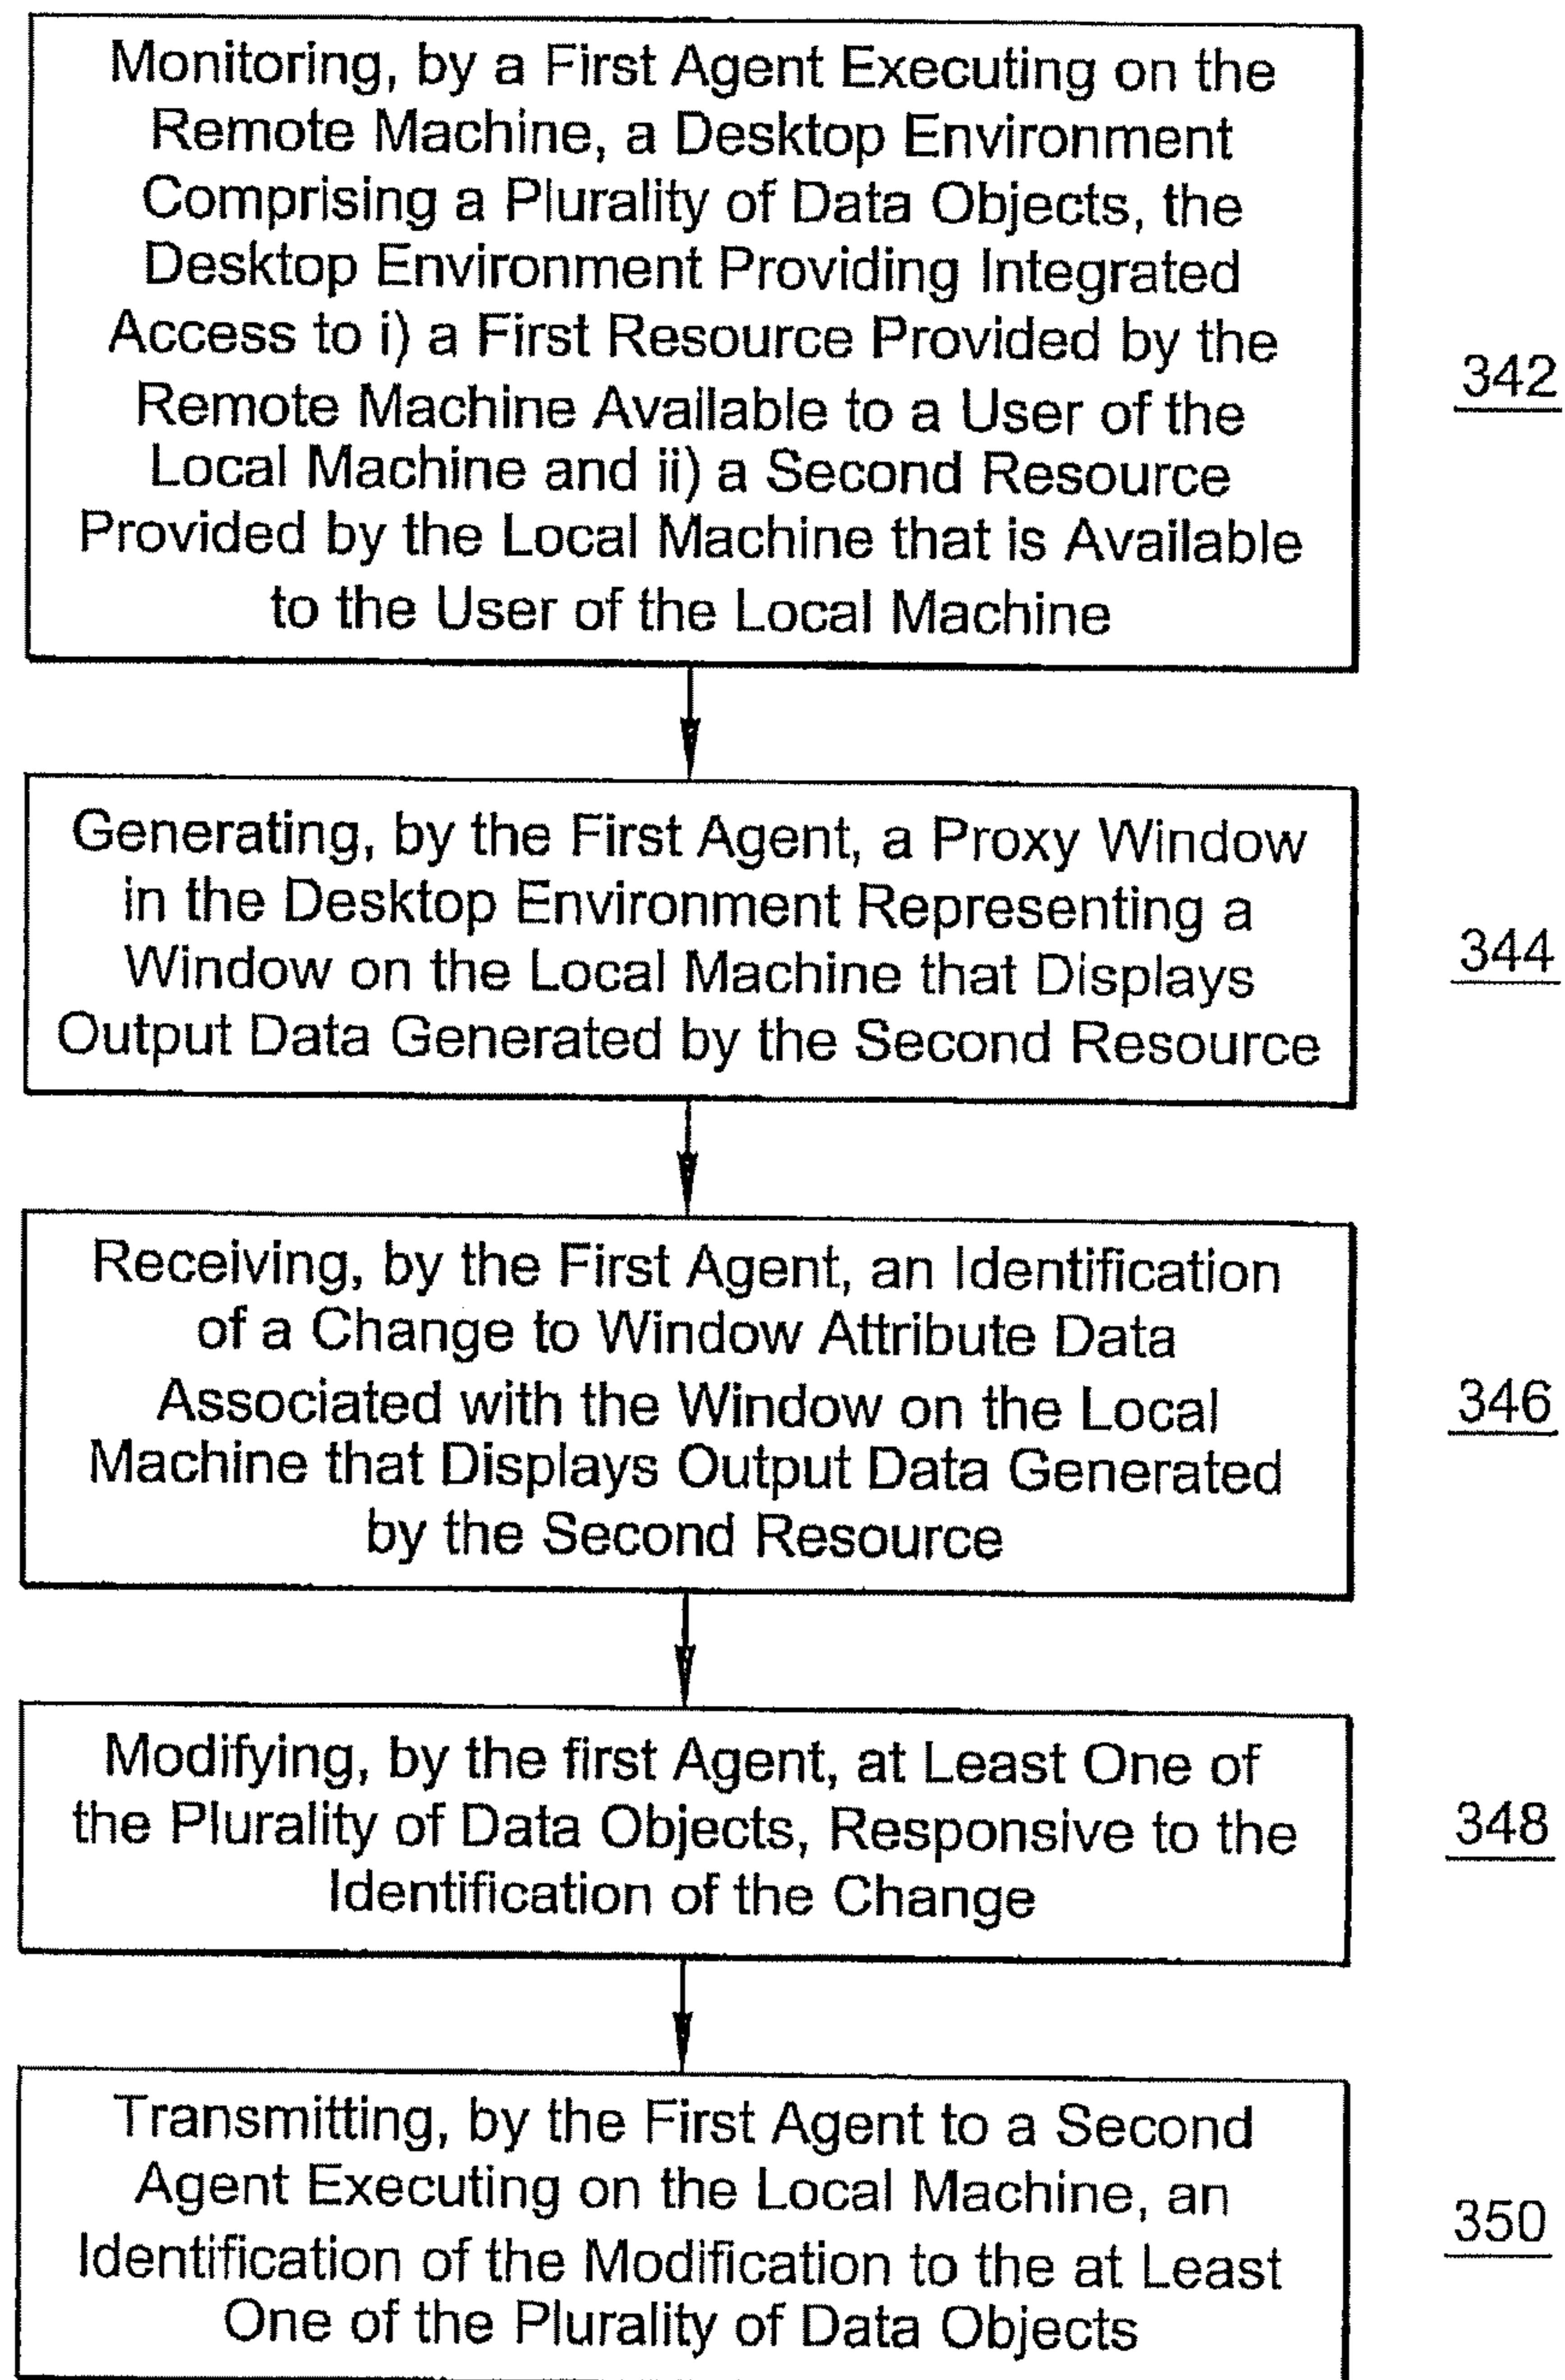 Monitoring, by a First Agent Executing on the
Remote Machine, a Desktop Environment
Comprising a Plurality of Data Objects, the
Desktop Environment Providing Integrated
Access to i) a First Resource Provided by the
Remote Machine Available to a User of the
Local Machine and ii) a Second Resource
Provided by the Local Machine that is Available
to the User of the Local Machine
342
Generating, by the First Agent, a Proxy Window
in the Desktop Environment Representing a
Window on the Local Machine that Displays
Output Data Generated by the Second Resource
344
Receiving, by the First Agent, an Identification
of a Change to Window Attribute Data
Associated with the Window on the Local
Machine that Displays Output Data Generated
by the Second Resource
346
Modifying, by the first Agent, at Least One of
the Plurality of Data Objects, Responsive to the
Identification of the Change
348
Transmitting, by the First Agent to a Second
Agent Executing on the Local Machine, an
Identification of the Modification to the at Least
One of the Plurality of Data Objects
350